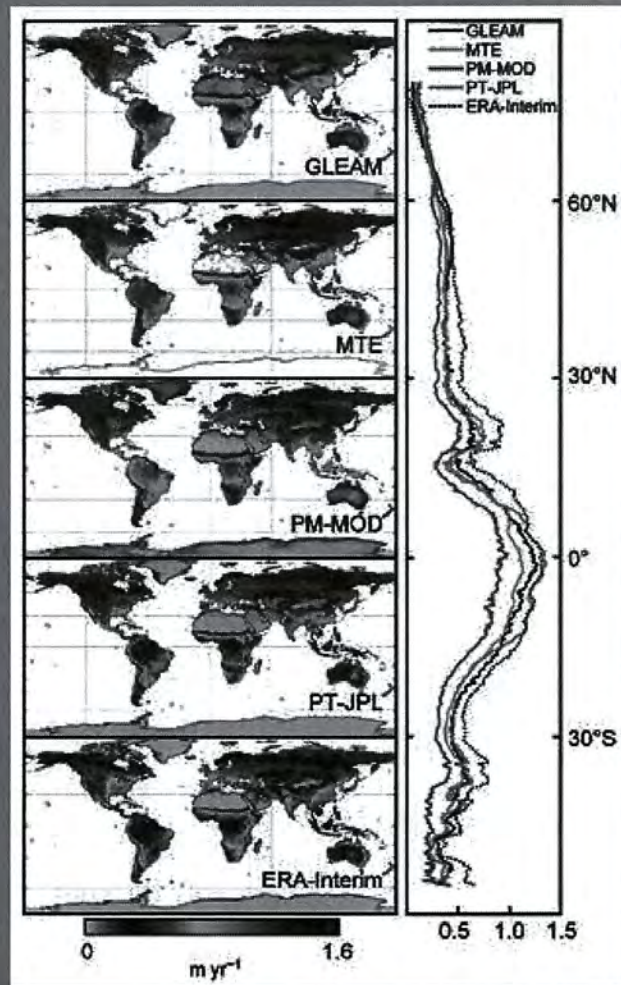 GLEAM
MTE
PM-MOD
PT-JPL
ERA-Interim
0
1.6
m yr⁻¹
GLEAM
MTE
PM-MOD
PT-JPL
ERA-Interim
60°N
30°N
0°
30°S
0.5
1.0
1.5